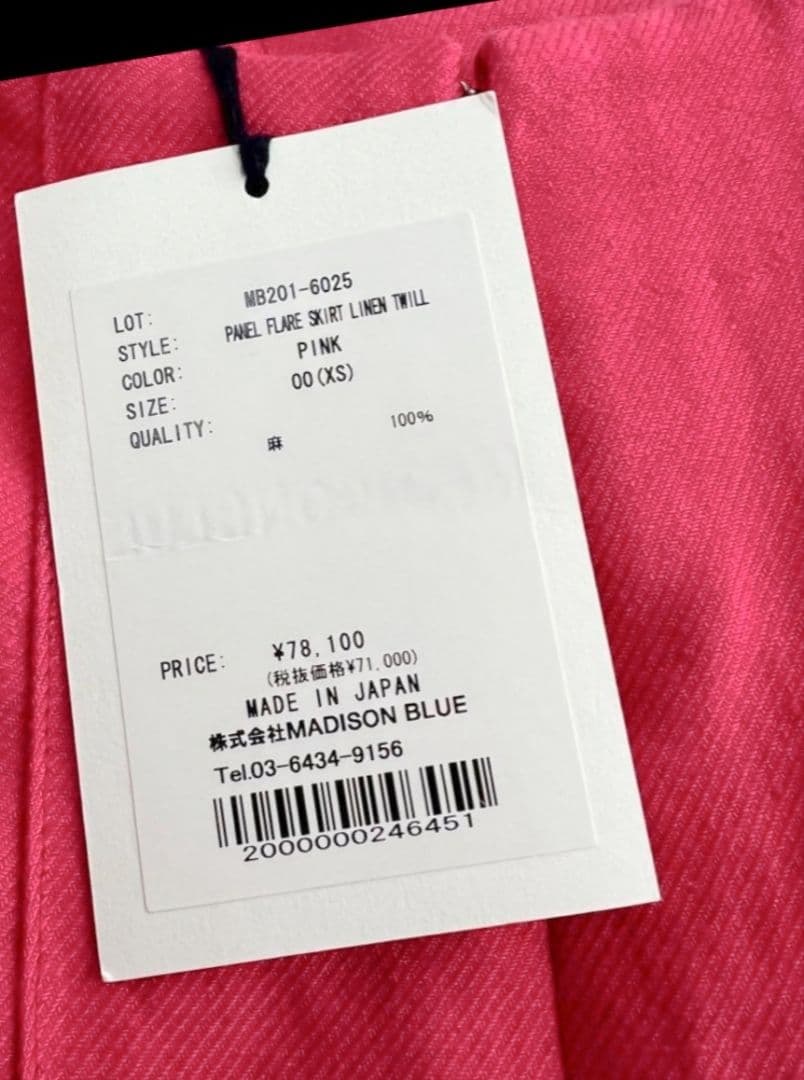 LOT: MB201-6025
STYLE: PANEL FLARE SKIRT LINEN TWILL
COLOR: PINK
SIZE: 00(XS)
QUALITY:
麻 100%
PRICE: ¥78,100
(税抜価格¥71,000)
MADE IN JAPAN
株式会社MADISON BLUE
Tel.03-6434-9156
2000000246451